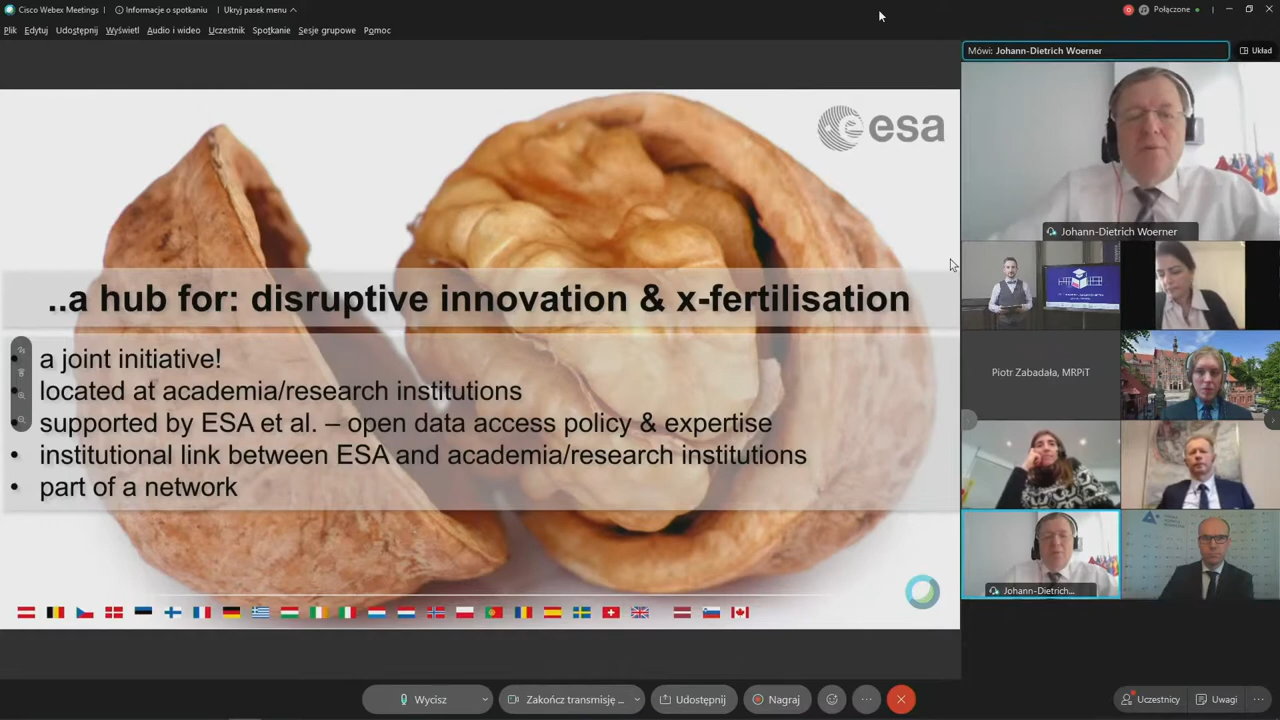 Cisco Webex Meetings
Informacje o spotkaniu
Ukryj pasek menu
Połączone
Plik Edytuj Udostępnij Wyświetl Audio i wideo Uczestnik Spotkanie Sesje grupowe Pomoc
Mówi: Johann-Dietrich Woerner
Układ
esa
..a hub for: disruptive innovation & x-fertilisation
• a joint initiative!
• located at academia/research institutions
• supported by ESA et al. – open data access policy & expertise
• institutional link between ESA and academia/research institutions
• part of a network
Johann-Dietrich Woerner
Piotr Zabadała, MRPiT
Johann-Dietrich...
Wycisz
Zakończ transmisję ...
Udostępnij
Nagraj
Uczestnicy
Uwagi